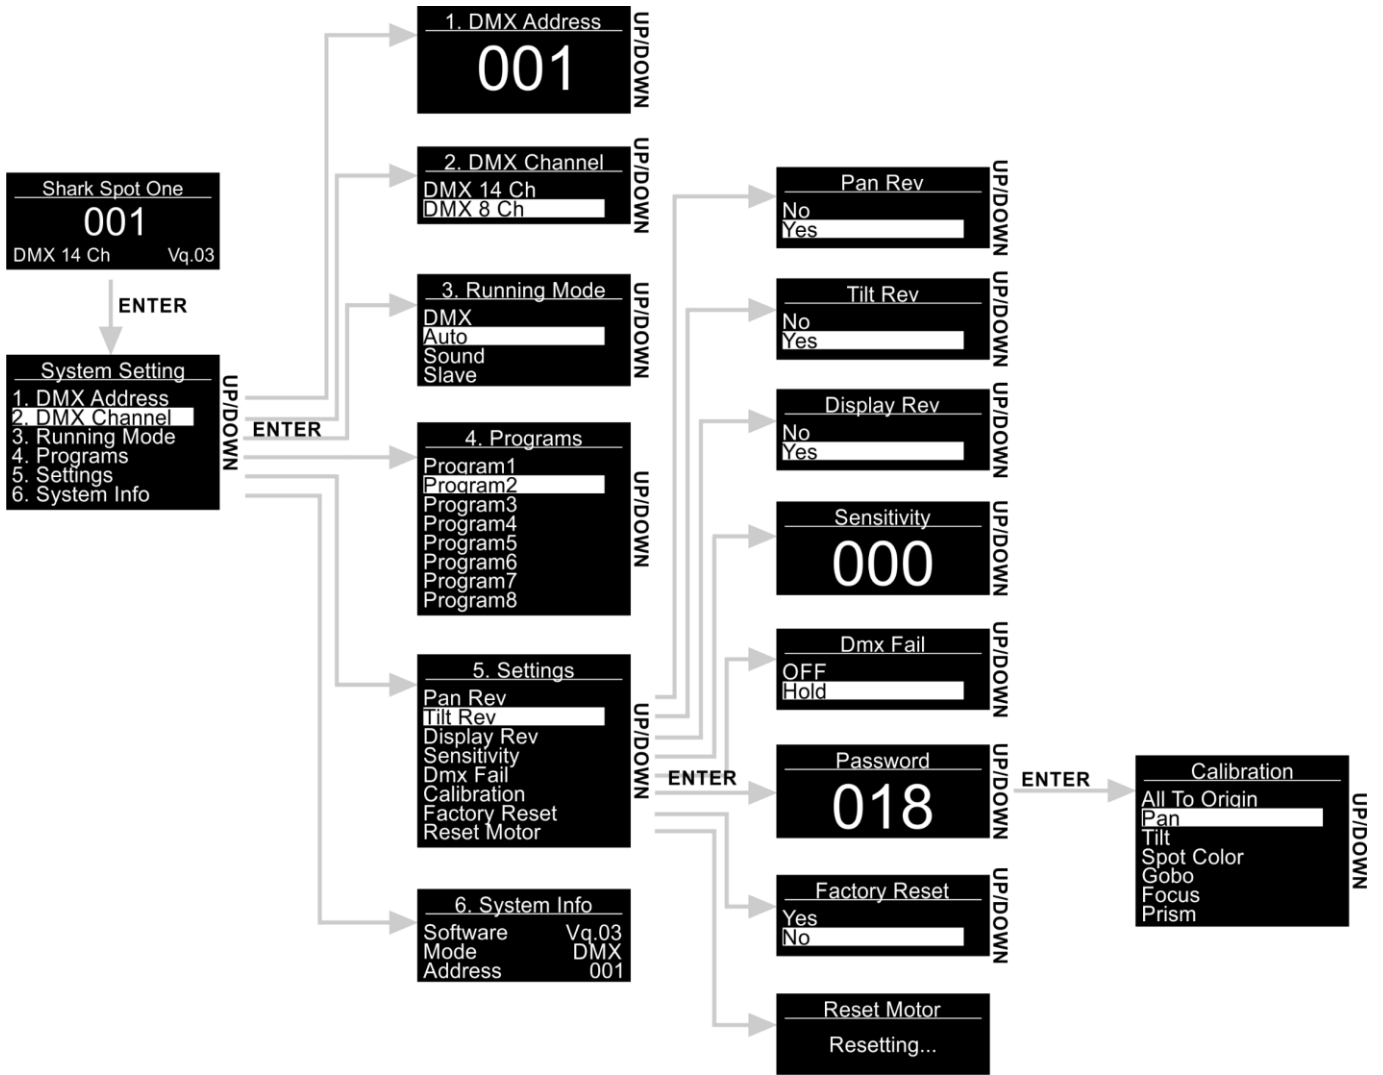 Shark Spot One
001
DMX 14 Ch Vq.03
ENTER
System Setting
1. DMX Address
2. DMX Channel
3. Running Mode
4. Programs
5. Settings
6. System Info
UP/DOWN
ENTER
1. DMX Address
001
UP/DOWN
2. DMX Channel
DMX 14 Ch
DMX 8 Ch
UP/DOWN
3. Running Mode
DMX
Auto
Sound
Slave
UP/DOWN
4. Programs
Program1
Program2
Program3
Program4
Program5
Program6
Program7
Program8
UP/DOWN
5. Settings
Pan Rev
Tilt Rev
Display Rev
Sensitivity
Dmx Fail
Calibration
Factory Reset
Reset Motor
UP/DOWN
ENTER
6. System Info
Software Vq.03
Mode DMX
Address 001
Pan Rev
No
Yes
UP/DOWN
Tilt Rev
No
Yes
UP/DOWN
Display Rev
No
Yes
UP/DOWN
Sensitivity
000
UP/DOWN
Dmx Fail
OFF
Hold
UP/DOWN
Password
018
UP/DOWN
ENTER
Factory Reset
Yes
No
UP/DOWN
Reset Motor
Resetting...
Calibration
All To Origin
Pan
Tilt
Spot Color
Gobo
Focus
Prism
UP/DOWN